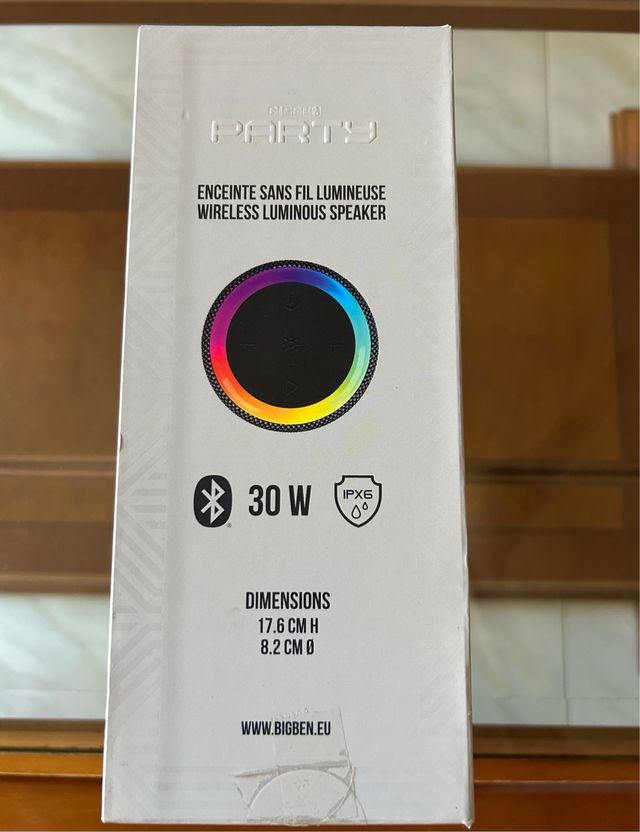 BIGBEN
PARTY
ENCEINTE SANS FIL LUMINEUSE
WIRELESS LUMINOUS SPEAKER
30 W
IPX6
DIMENSIONS
17.6 CM H
8.2 CM Ø
WWW.BIGBEN.EU